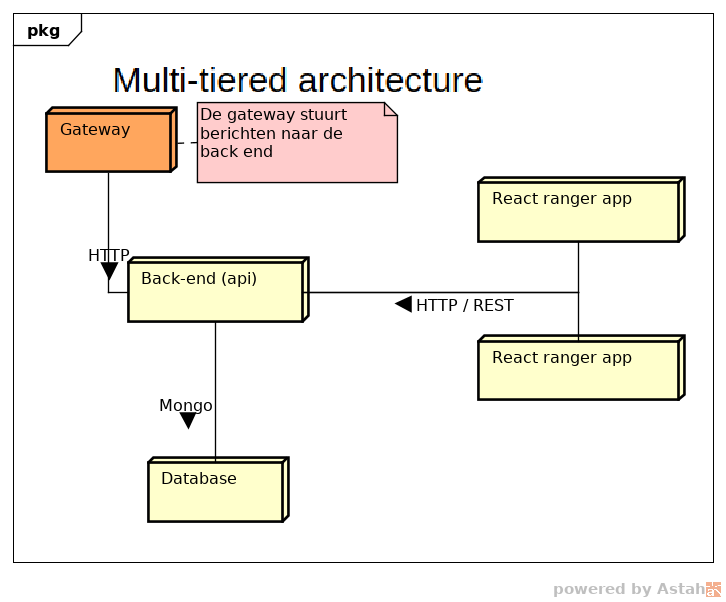 pkg
Multi-tiered architecture
Gateway
De gateway stuurt
berichten naar de
back end
React ranger app
HTTP
Back-end (api)
HTTP / REST
React ranger app
Mongo
Database
powered by Astah